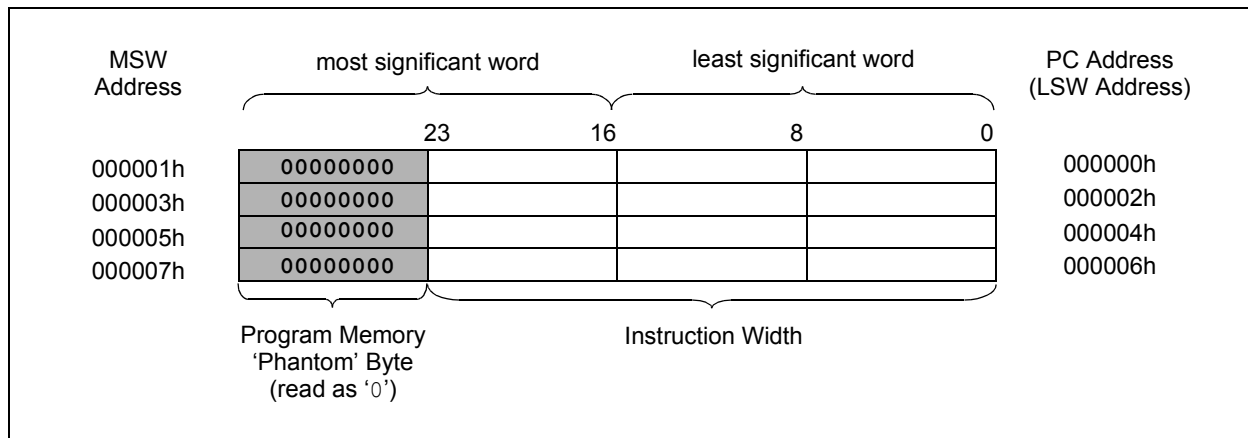 MSW
Address
most significant word
least significant word
PC Address
(LSW Address)
23 16 8 0
000001h 00000000 000000h
000003h 00000000 000002h
000005h 00000000 000004h
000007h 00000000 000006h
Program Memory
‘Phantom’ Byte
(read as ‘0’)
Instruction Width